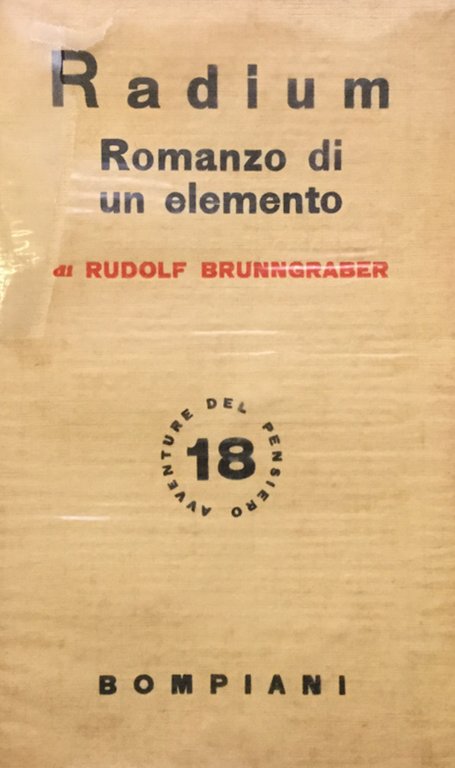 Radium
Romanzo di
un elemento
di RUDOLF BRUNNGRABER
AVVENTURE DEL PENSIERO
18
BOMPIANI